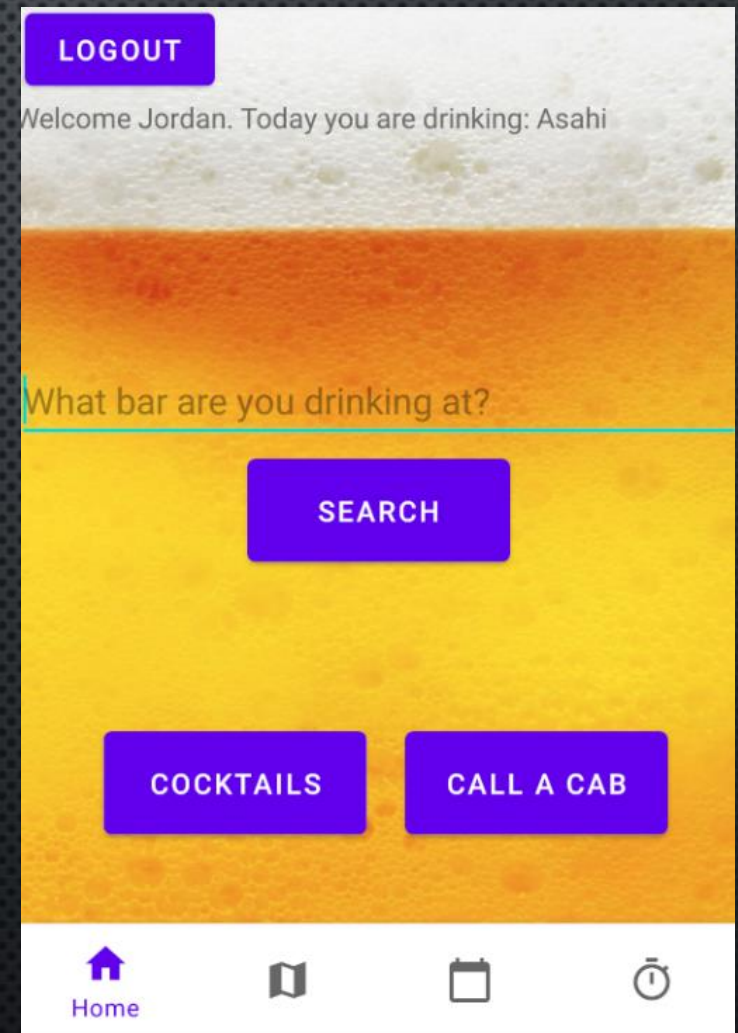 LOGOUT
Welcome Jordan. Today you are drinking: Asahi
What bar are you drinking at?
SEARCH
COCKTAILS
CALL A CAB
Home